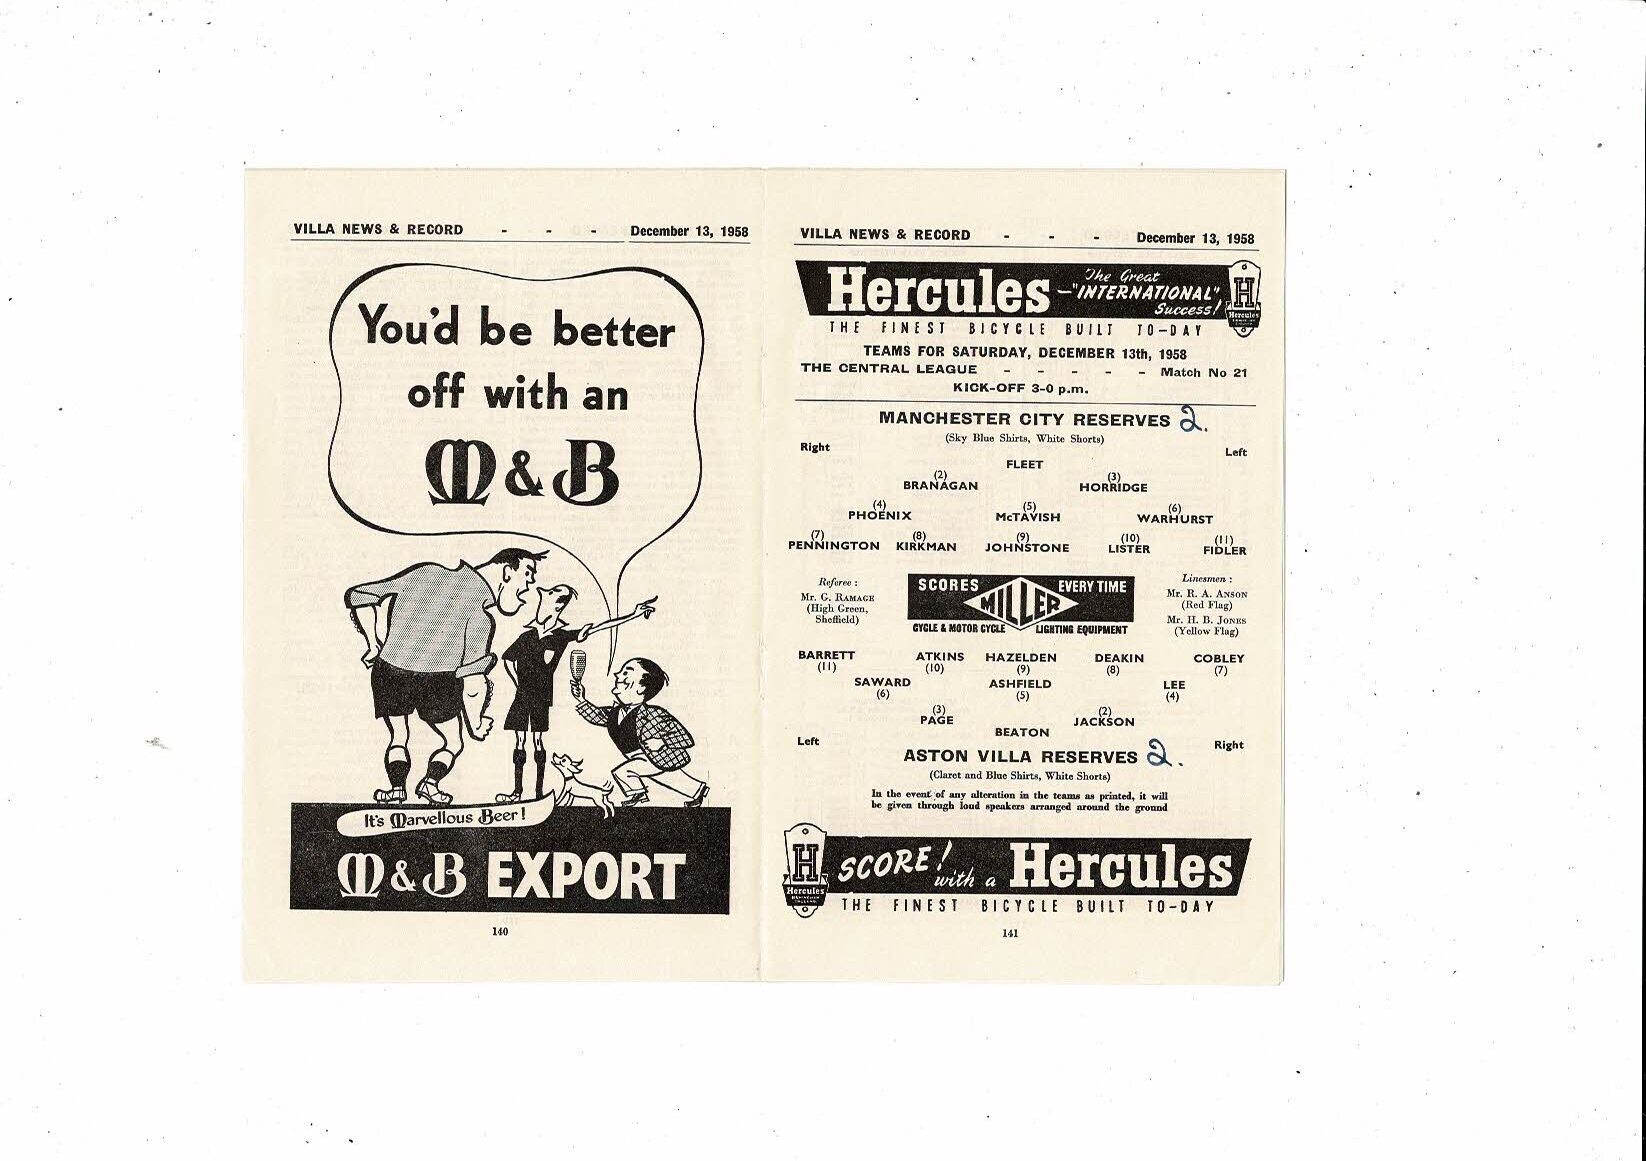 VILLA NEWS & RECORD - - - December 13, 1958
You'd be better
off with an
M & B
It's Marvellous Beer!
M & B EXPORT
140
VILLA NEWS & RECORD - - - December 13, 1958
Hercules
The Great
—"INTERNATIONAL"
Success!
H
Hercules
THE FINEST BICYCLE BUILT TO-DAY
TEAMS FOR SATURDAY, DECEMBER 13th, 1958
THE CENTRAL LEAGUE - - - - - Match No 21
KICK-OFF 3-0 p.m.
MANCHESTER CITY RESERVES 2.
(Sky Blue Shirts, White Shorts)
Right Left
FLEET
(2) (3)
BRANAGAN HORRIDGE
(4) (5) (6)
PHOENIX McTAVISH WARHURST
(7) (8) (9) (10) (11)
PENNINGTON KIRKMAN JOHNSTONE LISTER FIDLER
Referee :
Mr. G. RAMAGE
(High Green,
Sheffield)
SCORES EVERY TIME
MILLER
CYCLE & MOTOR CYCLE LIGHTING EQUIPMENT
Linesmen :
Mr. R. A. ANSON
(Red Flag)
Mr. H. B. JONES
(Yellow Flag)
BARRETT ATKINS HAZELDEN DEAKIN COBLEY
(11) (10) (9) (8) (7)
SAWARD ASHFIELD LEE
(6) (5) (4)
(3) (2)
PAGE JACKSON
BEATON
Left Right
ASTON VILLA RESERVES 2.
(Claret and Blue Shirts, White Shorts)
In the event of any alteration in the teams as printed, it will
be given through loud speakers arranged around the ground
H
Hercules
SCORE! with a Hercules
THE FINEST BICYCLE BUILT TO-DAY
141